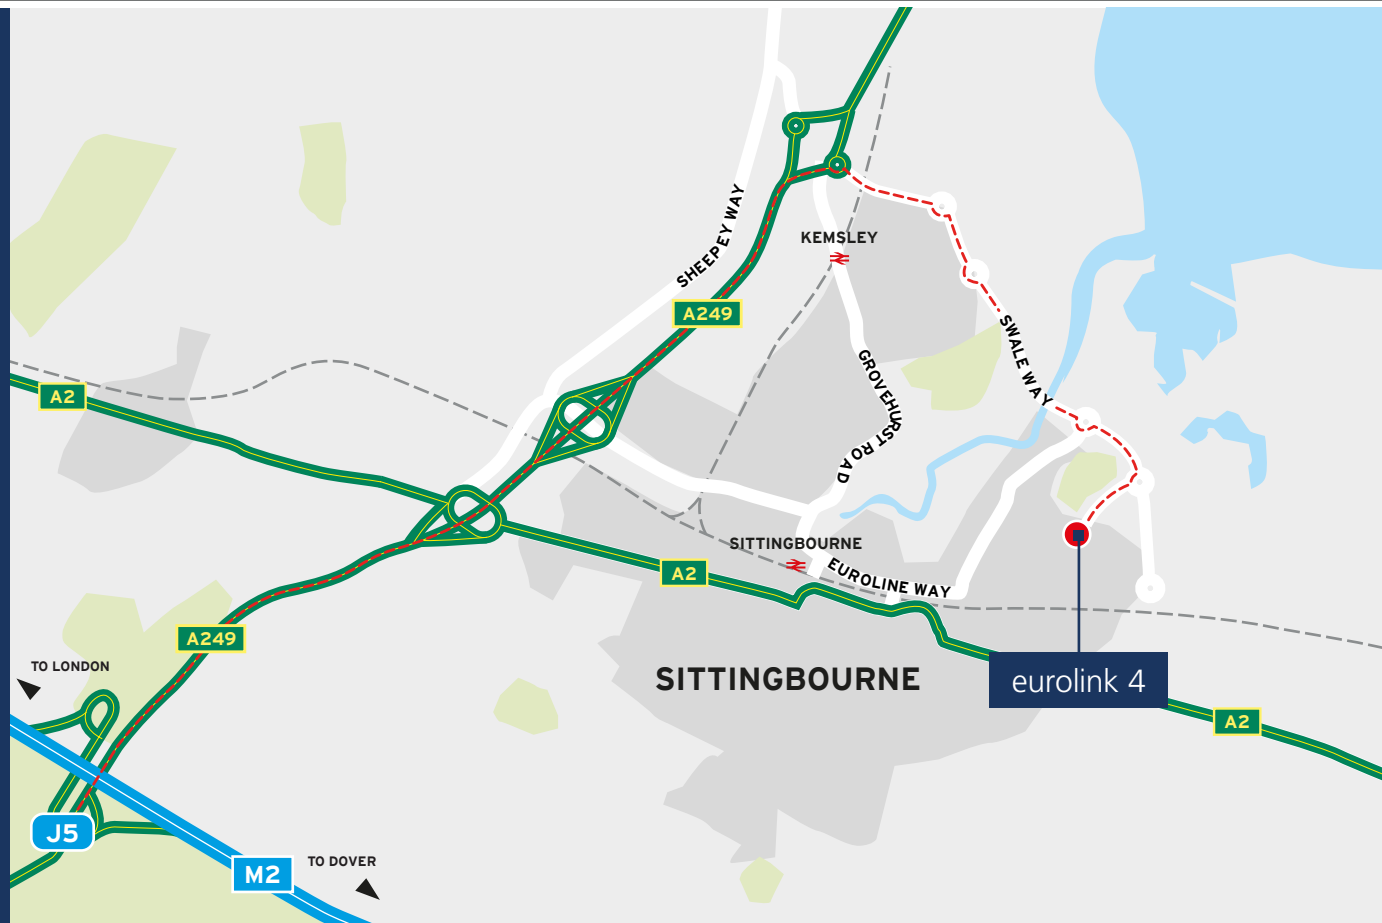 SHEEPEY WAY
KEMSLEY
A249
SWALE WAY
A2
GROVEHURST ROAD
SITTINGBOURNE
A2
EUROLINE WAY
A249
TO LONDON
SITTINGBOURNE
eurolink 4
A2
J5
M2
TO DOVER